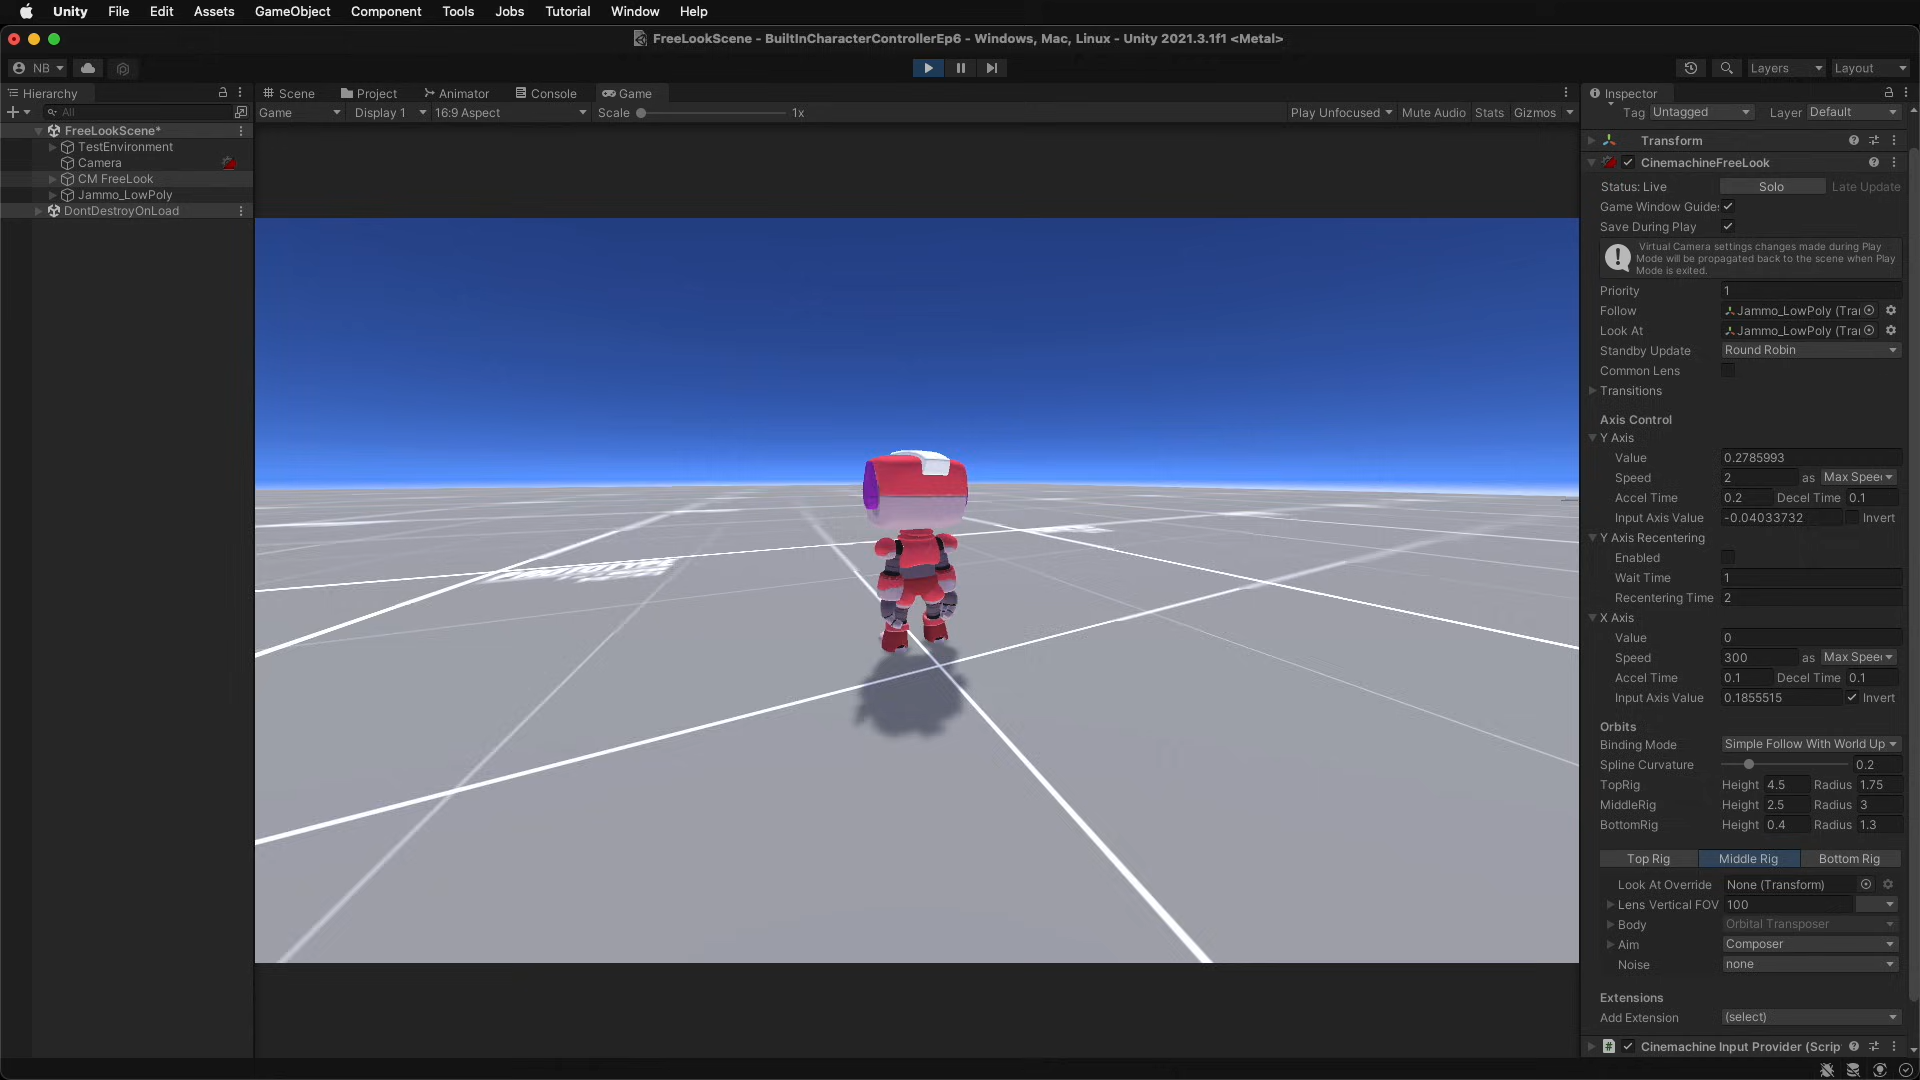 Unity File Edit Assets GameObject Component Tools Jobs Tutorial Window Help
FreeLookScene - BuiltInCharacterControllerEp6 - Windows, Mac, Linux - Unity 2021.3.1f1 <Metal>
NB Layers Layout
Hierarchy
All
FreeLookScene*
TestEnvironment
Camera
CM FreeLook
Jammo_LowPoly
DontDestroyOnLoad
Scene Project Animator Console Game
Game Display 1 16:9 Aspect Scale 1x Play Unfocused Mute Audio Stats Gizmos
PROTOTYPE
Inspector
Tag Untagged Layer Default
Transform
CinemachineFreeLook
Status: Live Solo Late Update
Game Window Guides
Save During Play
Virtual Camera settings changes made during Play
Mode will be propagated back to the scene when Play
Mode is exited.
Priority 1
Follow Jammo_LowPoly (Tra
Look At Jammo_LowPoly (Tra
Standby Update Round Robin
Common Lens
Transitions
Axis Control
Y Axis
Value 0.2785993
Speed 2 as Max Speed
Accel Time 0.2 Decel Time 0.1
Input Axis Value -0.04033732 Invert
Y Axis Recentering
Enabled
Wait Time 1
Recentering Time 2
X Axis
Value 0
Speed 300 as Max Speed
Accel Time 0.1 Decel Time 0.1
Input Axis Value 0.1855515 Invert
Orbits
Binding Mode Simple Follow With World Up
Spline Curvature 0.2
TopRig Height 4.5 Radius 1.75
MiddleRig Height 2.5 Radius 3
BottomRig Height 0.4 Radius 1.3
Top Rig Middle Rig Bottom Rig
Look At Override None (Transform)
Lens Vertical FOV 100
Body Orbital Transposer
Aim Composer
Noise none
Extensions
Add Extension (select)
Cinemachine Input Provider (Scrip